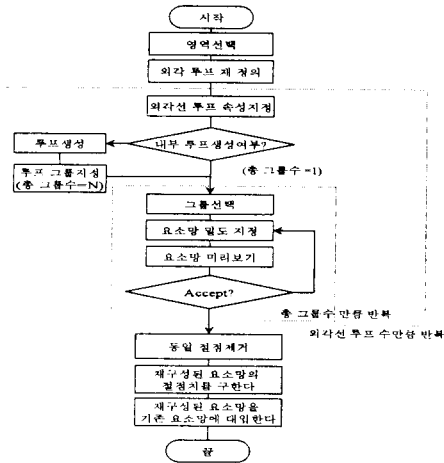 시작
영역선택
외각 루프 재 정의
외각선 루프 속성지정
내부 루프생성여부?
루프생성
루프 그룹지정
(총 그룹수=N)
(총 그룹수 =1)
그룹선택
요소망 밀도 지정
요소망 미리보기
Accept?
총 그룹수 만큼 반복
외각선 루프 수만큼 반복
동일 절점제거
재구성된 요소망의
절점치를 구한다
재구성된 요소망을
기존 요소망에 대입한다
끝